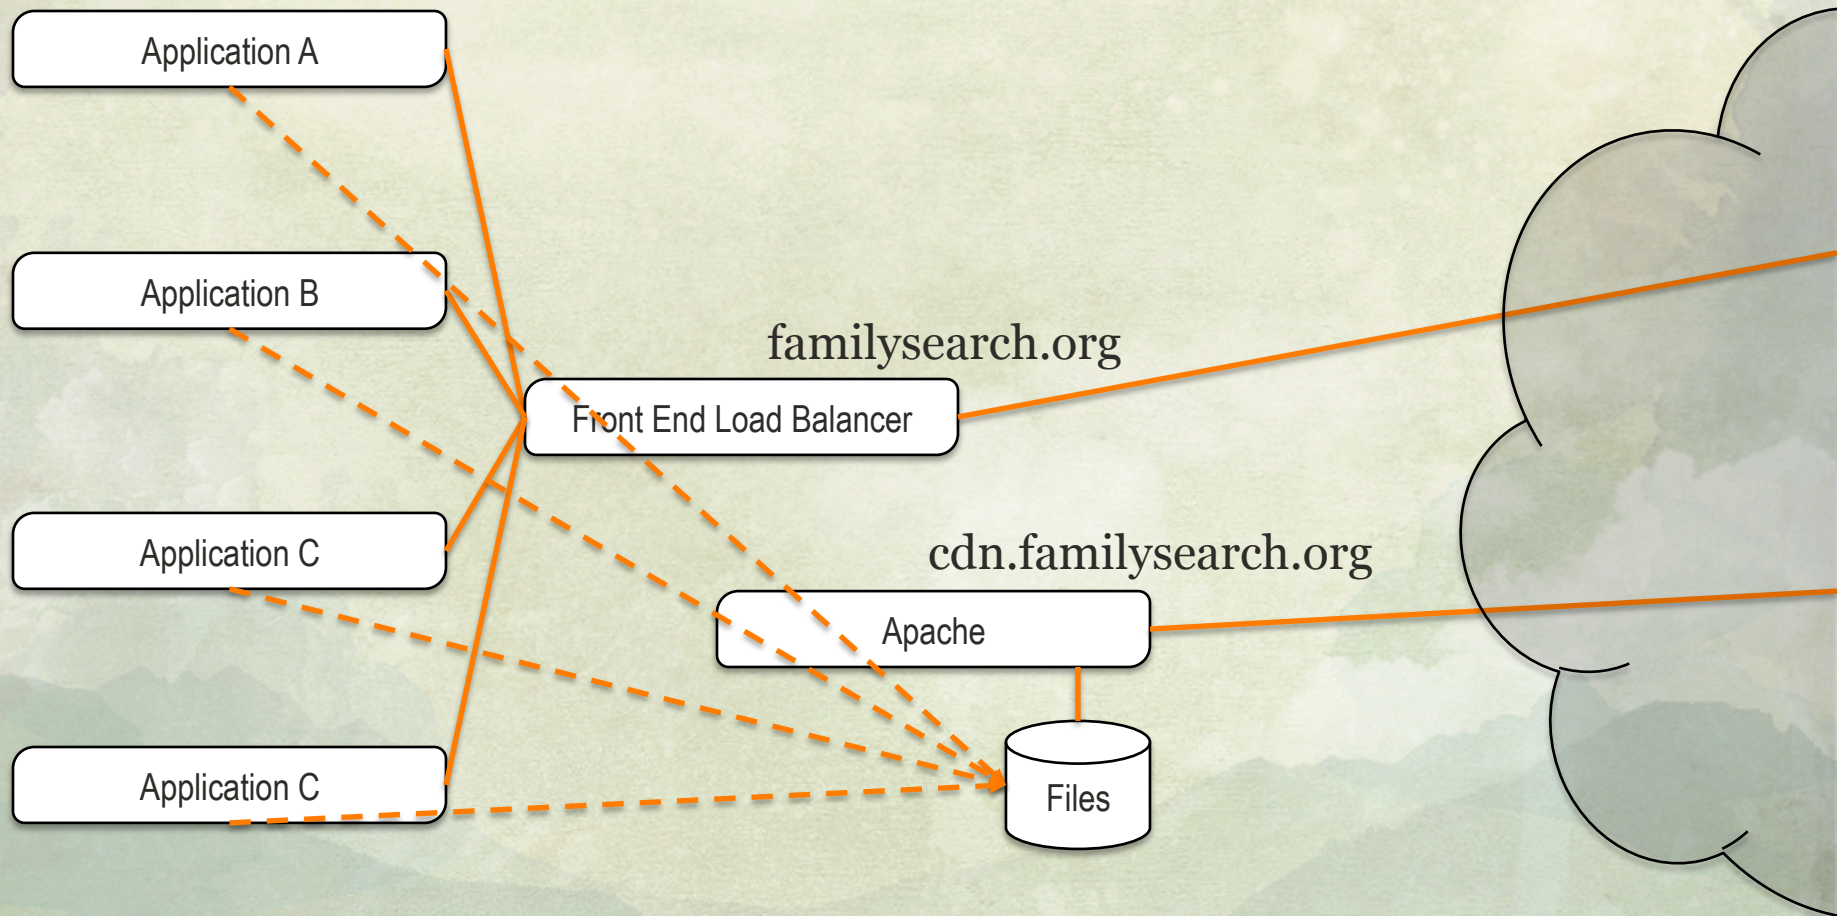 Application A
Application B
familysearch.org
Front End Load Balancer
Application C
cdn.familysearch.org
Apache
Application C
Files